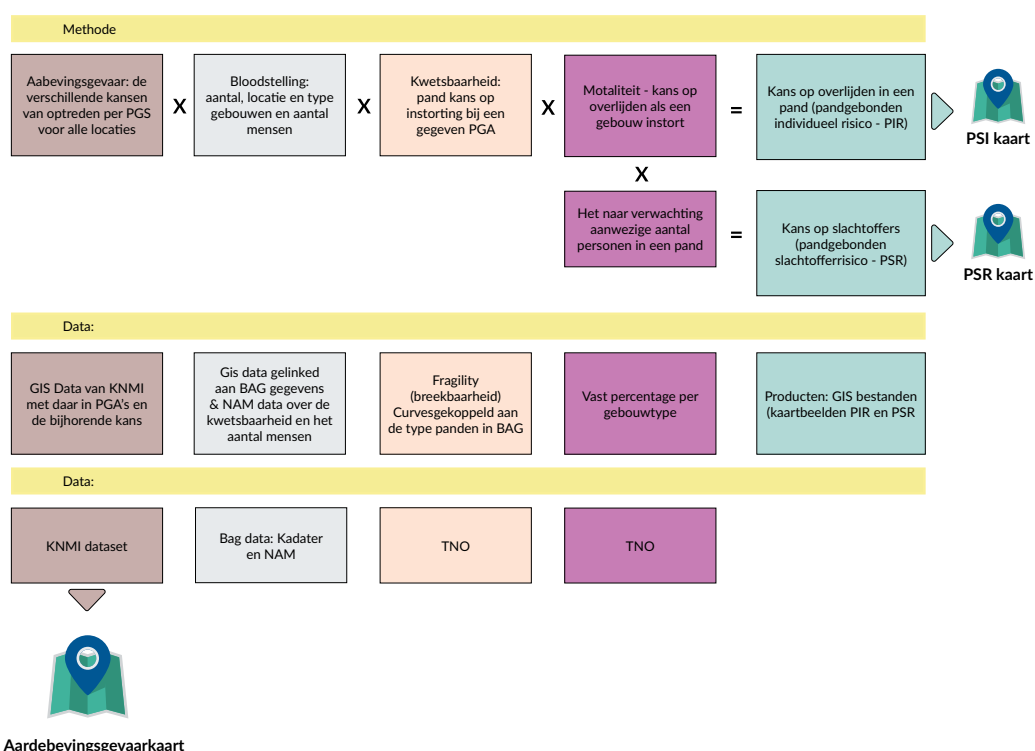 Methode
Aabevingsgevaar: de
verschillende kansen
van optreden per PGS
voor alle locaties
X
Bloodstelling:
aantal, locatie en type
gebouwen en aantal
mensen
X
Kwetsbaarheid:
pand kans op
instorting bij een
gegeven PGA
X
Motaliteit - kans op
overlijden als een
gebouw instort
=
Kans op overlijden in een
pand (pandgebonden
individueel risico - PIR)
PSI kaart
X
Het naar verwachting
aanwezige aantal
personen in een pand
=
Kans op slachtoffers
(pandgebonden
slachtofferrisico - PSR)
PSR kaart
Data:
GIS Data van KNMI
met daar in PGA's en
de bijhorende kans
Gis data gelinked
aan BAG gegevens
& NAM data over de
kwetsbaarheid en het
aantal mensen
Fragility
(breekbaarheid)
Curvesgekoppeld aan
de type panden in BAG
Vast percentage per
gebouwtype
Producten: GIS bestanden
(kaartbeelden PIR en PSR
Data:
KNMI dataset
Bag data: Kadater
en NAM
TNO
TNO
Aardebevingsgevaarkaart